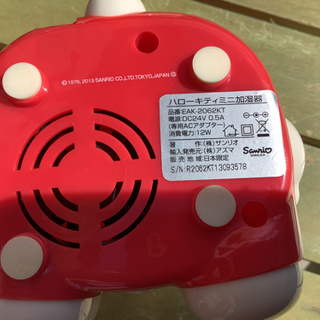 © 1976, 2013 SANRIO CO.,LTD.TOKYO,JAPAN
ハローキティミニ加湿器
品番:EAK-2062KT
電源:DC24V 0.5A
(専用ACアダプター)
消費電力:12W
著 作:(株)サンリオ
輸入発売元:(株)アズマ
販売地域:日本限定
S/N:R2062KT13093578
Sanrio